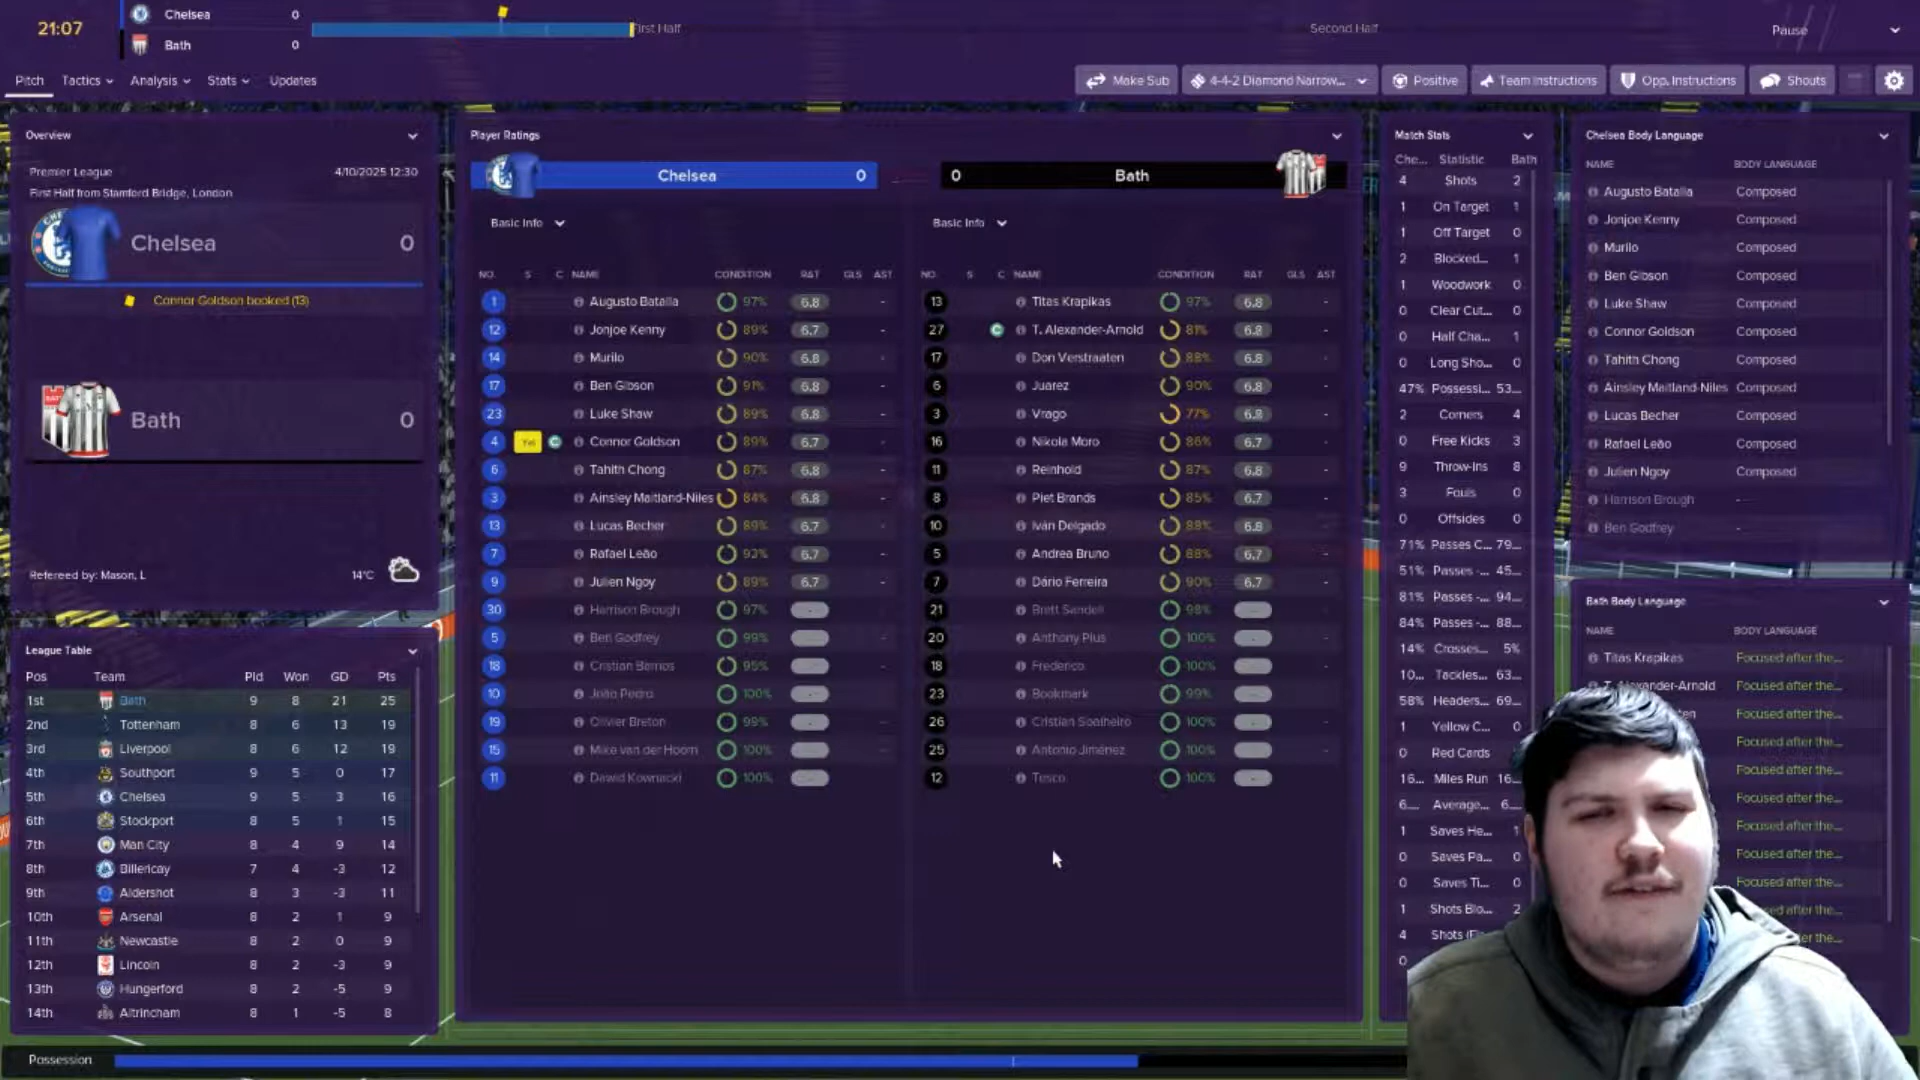 21:07
Chelsea 0
Bath 0
First Half
Second Half
Pause
Pitch Tactics Analysis Stats Updates
Make Sub 4-4-2 Diamond Narrow... Positive Team Instructions Opp. Instructions Shouts
Overview
Premier League 4/10/2025 12:30
First Half from Stamford Bridge, London
Chelsea 0
Connor Goldson booked (13)
Bath 0
Refereed by: Mason, L 14°C
League Table
Pos Team Pld Won GD Pts
1st Bath 9 8 21 25
2nd Tottenham 8 6 13 19
3rd Liverpool 8 6 12 19
4th Southport 9 5 0 17
5th Chelsea 9 5 3 16
6th Stockport 8 5 1 15
7th Man City 8 4 9 14
8th Billericay 7 4 -3 12
9th Aldershot 8 3 -3 11
10th Arsenal 8 2 1 9
11th Newcastle 8 2 0 9
12th Lincoln 8 2 -3 9
13th Hungerford 8 2 -5 9
14th Altrincham 8 1 -5 8
Player Ratings
Chelsea 0
0 Bath
Basic Info
NO. S C NAME CONDITION RAT GLS AST
1 Augusto Batalla 97% 6.8 -
12 Jonjoe Kenny 89% 6.7 -
14 Murilo 90% 6.8 -
17 Ben Gibson 91% 6.8 -
23 Luke Shaw 89% 6.8 -
4 Yel C Connor Goldson 89% 6.7 -
6 Tahith Chong 87% 6.8 -
3 Ainsley Maitland-Niles 84% 6.8 -
13 Lucas Becher 89% 6.7 -
7 Rafael Leão 93% 6.7 -
9 Julien Ngoy 89% 6.7 -
30 Harrison Brough 97% -
5 Ben Godfrey 99% -
18 Cristian Barrios 95% -
10 João Pedro 100% -
19 Olivier Breton 99% -
15 Mike van der Hoorn 100% -
11 Dawid Kownacki 100% -
Basic Info
NO. S C NAME CONDITION RAT GLS AST
13 Titas Krapikas 97% 6.8 -
27 C T. Alexander-Arnold 81% 6.8 -
17 Don Verstraaten 88% 6.8 -
6 Juarez 90% 6.8 -
3 Vrago 77% 6.8 -
16 Nikola Moro 86% 6.8 -
11 Reinhold 87% 6.8 -
8 Piet Brands 85% 6.7 -
10 Iván Delgado 88% 6.8 -
5 Andrea Bruno 88% 6.7 -
7 Dário Ferreira 90% 6.7 -
21 Brett Sandell 98% -
20 Anthony Pius 100% -
18 Frederico 100% -
23 Bookmark 99% -
26 Cristian Soalheiro 100% -
25 Antonio Jiménez 100% -
12 Tesco 100% -
Match Stats
Che... Statistic Bath
4 Shots 2
1 On Target 1
1 Off Target 0
2 Blocked... 1
1 Woodwork 0
0 Clear Cut... 0
0 Half Cha... 1
0 Long Sho... 0
47% Possessi... 53...
2 Corners 4
0 Free Kicks 3
9 Throw-Ins 8
3 Fouls 0
0 Offsides 0
71% Passes C... 79...
51% Passes -... 45...
81% Passes -... 94...
84% Passes -... 88...
14% Crosses... 5%
10... Tackles... 63...
58% Headers... 69...
1 Yellow C... 0
0 Red Cards
16... Miles Run 16...
6.... Average... 6....
1 Saves He... 1
0 Saves Pa... 0
0 Saves Ti... 0
1 Shots Blo... 2
4 Shots
0
Chelsea Body Language
NAME BODY LANGUAGE
Augusto Batalla Composed
Jonjoe Kenny Composed
Murilo Composed
Ben Gibson Composed
Luke Shaw Composed
Connor Goldson Composed
Tahith Chong Composed
Ainsley Maitland-Niles Composed
Lucas Becher Composed
Rafael Leão Composed
Julien Ngoy Composed
Harrison Brough -
Ben Godfrey -
Bath Body Language
NAME BODY LANGUAGE
Titas Krapikas Focused after the...
T. Alexander-Arnold Focused after the...
Focused after the...
Focused after the...
Focused after the...
Focused after the...
Focused after the...
Focused after the...
Focused after the...
after the...
Possession